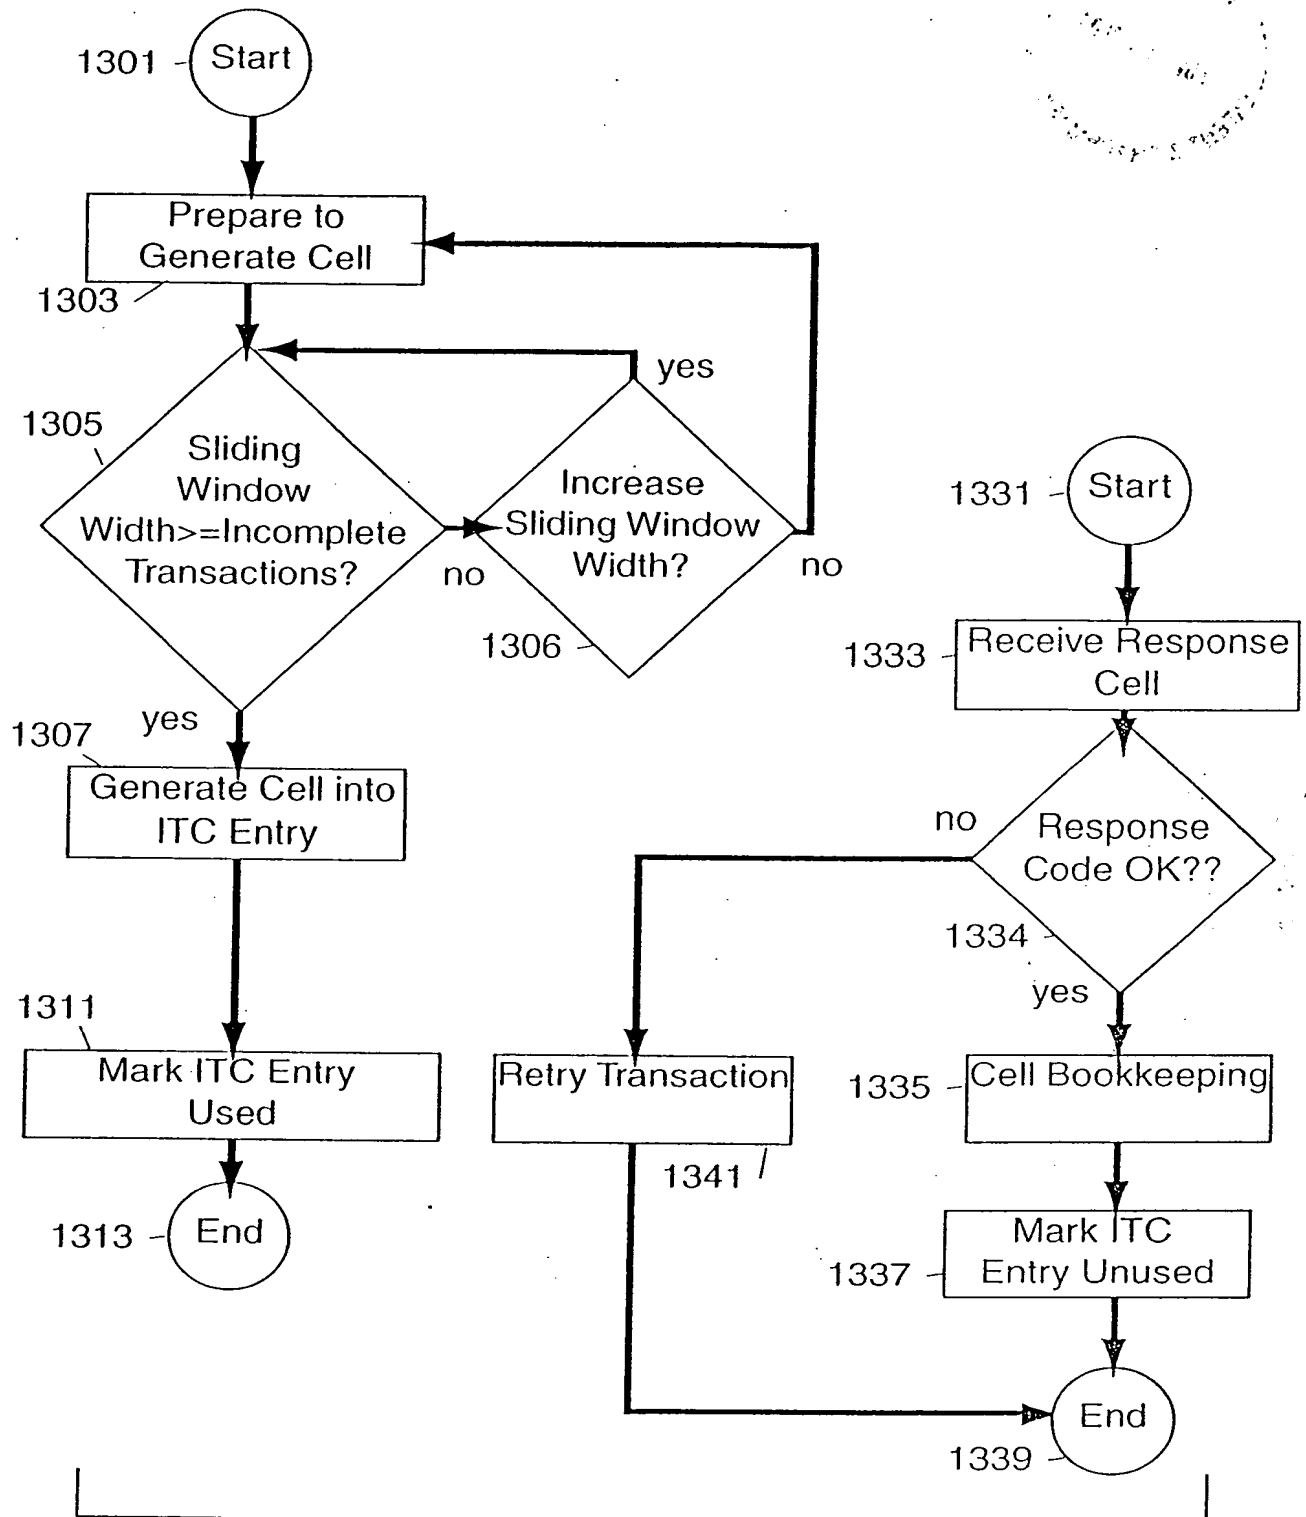 1301
Start
Prepare to
Generate Cell
1303
yes
1305
Sliding
Window
Width>=Incomplete
Transactions?
no
Increase
Sliding Window
Width?
no
1306
yes
1307
Generate Cell into
ITC Entry
1311
Mark ITC Entry
Used
1313
End
1331
Start
1333
Receive Response
Cell
no
Response
Code OK??
1334
yes
Retry Transaction
1341
1335
Cell Bookkeeping
1337
Mark ITC
Entry Unused
End
1339